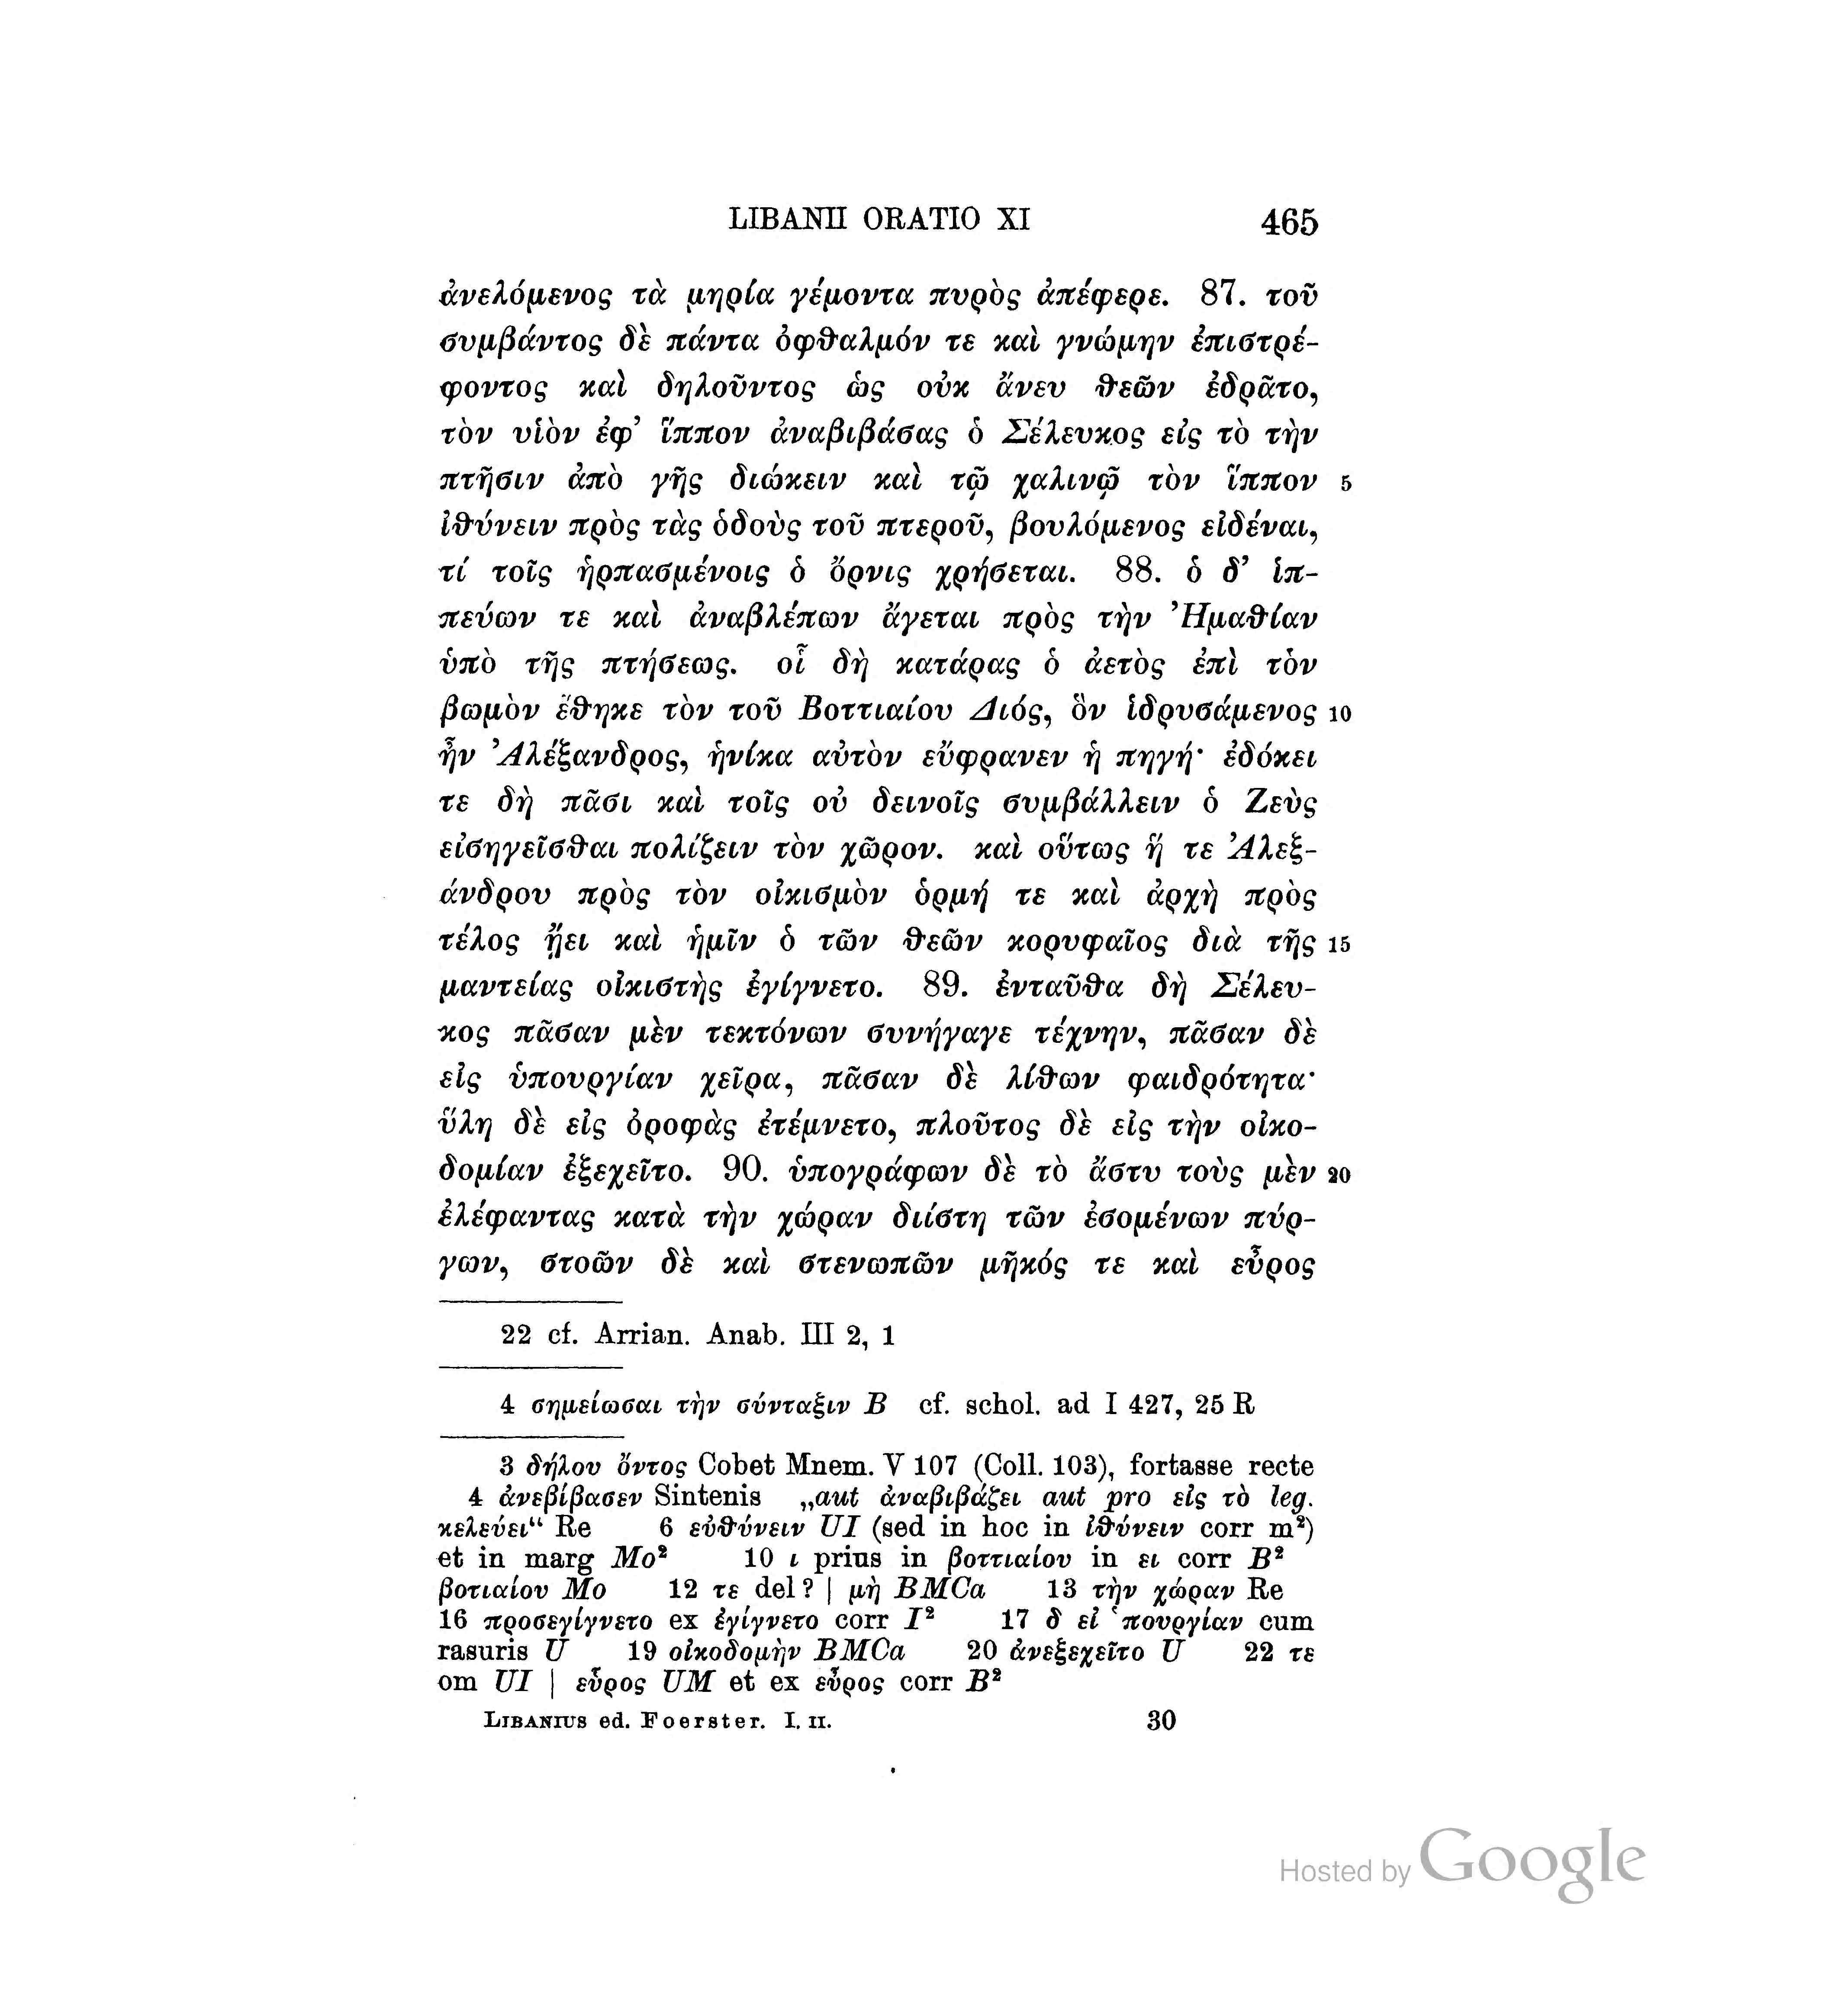 LIBANII ORATIO XI 465
ἀνελόμενος τὰ μηρία γέμοντα πυρὸς ἀπέφερε. 87. τοῦ
συμβάντος δὲ πάντα ὀφθαλμόν τε καὶ γνώμην ἐπιστρέ-
φοντος καὶ δηλοῦντος ὡς οὐκ ἄνευ θεῶν ἐδρᾶτο,
τὸν υἱὸν ἐφ’ ἵππον ἀναβιβάσας ὁ Σέλευκος εἰς τὸ τὴν
πτῆσιν ἀπὸ γῆς διώκειν καὶ τῷ χαλινῷ τὸν ἵππον 5
ἰθύνειν πρὸς τὰς ὁδοὺς τοῦ πτεροῦ, βουλόμενος εἰδέναι,
τί τοῖς ἡρπασμένοις ὁ ὄρνις χρήσεται. 88. ὁ δ’ ἱπ-
πεύων τε καὶ ἀναβλέπων ἄγεται πρὸς τὴν Ἠμαθίαν
ὑπὸ τῆς πτήσεως. οἷ δὴ κατάρας ὁ ἀετὸς ἐπὶ τὸν
βωμὸν ἔθηκε τὸν τοῦ Βοττιαίου Διός, ὃν ἱδρυσάμενος 10
ἦν Ἀλέξανδρος, ἡνίκα αὐτὸν εὔφρανεν ἡ πηγή· ἐδόκει
τε δὴ πᾶσι καὶ τοῖς οὐ δεινοῖς συμβάλλειν ὁ Ζεὺς
εἰσηγεῖσθαι πολίζειν τὸν χῶρον. καὶ οὕτως ἥ τε Ἀλεξ-
άνδρου πρὸς τὸν οἰκισμὸν ὁρμή τε καὶ ἀρχὴ πρὸς
τέλος ᾔει καὶ ἡμῖν ὁ τῶν θεῶν κορυφαῖος διὰ τῆς 15
μαντείας οἰκιστὴς ἐγίγνετο. 89. ἐνταῦθα δὴ Σέλευ-
κος πᾶσαν μὲν τεκτόνων συνήγαγε τέχνην, πᾶσαν δὲ
εἰς ὑπουργίαν χεῖρα, πᾶσαν δὲ λίθων φαιδρότητα·
ὕλη δὲ εἰς ὀροφὰς ἐτέμνετο, πλοῦτος δὲ εἰς τὴν οἰκο-
δομίαν ἐξεχεῖτο. 90. ὑπογράφων δὲ τὸ ἄστυ τοὺς μὲν 20
ἐλέφαντας κατὰ τὴν χώραν διίστη τῶν ἐσομένων πύρ-
γων, στοῶν δὲ καὶ στενωπῶν μῆκός τε καὶ εὖρος
22 cf. Arrian. Anab. III 2, 1
4 σημείωσαι τὴν σύνταξιν B cf. schol. ad I 427, 25 R
3 δήλου ὄντος Cobet Mnem. V 107 (Coll. 103), fortasse recte
4 ἀνεβίβασεν Sintenis „aut ἀναβιβάζει aut pro εἰς τὸ leg.
κελεύει“ Re 6 εὐθύνειν UI (sed in hoc in ἰθύνειν corr m²)
et in marg Mo² 10 ι prius in βοττιαίου in ει corr B²
βοτιαίου Mo 12 τε del? | μὴ BMCa 13 τὴν χώραν Re
16 προσεγίγνετο ex ἐγίγνετο corr I² 17 δ εἰ ‛πουργίαν cum
rasuris U 19 οἰκοδομὴν BMCa 20 ἀνεξεχεῖτο U 22 τε
om UI | εὗρος UM et ex εὖρος corr B²
LIBANIUS ed. Foerster. I. II. 30
Hosted by Google